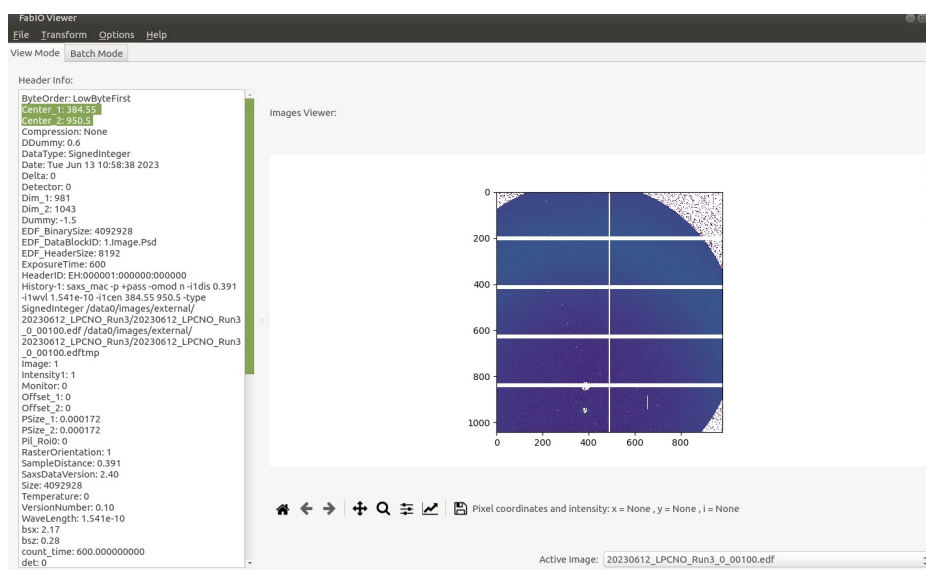 FabIO Viewer
File Transform Options Help
View Mode Batch Mode
Header Info:
ByteOrder: LowByteFirst
Center_1: 384.55
Center_2: 950.5
Compression: None
DDummy: 0.6
DataType: SignedInteger
Date: Tue Jun 13 10:58:38 2023
Delta: 0
Detector: 0
Dim_1: 981
Dim_2: 1043
Dummy: -1.5
EDF_BinarySize: 4092928
EDF_DataBlockID: 1.Image.Psd
EDF_HeaderSize: 8192
ExposureTime: 600
HeaderID: EH:000001:000000:000000
History-1: saxs_mac -p +pass -omod n -i1dis 0.391
-i1wvl 1.541e-10 -i1cen 384.55 950.5 -type
SignedInteger /data0/images/external/
20230612_LPCNO_Run3/20230612_LPCNO_Run3
_0_00100.edf /data0/images/external/
20230612_LPCNO_Run3/20230612_LPCNO_Run3
_0_00100.edftmp
Image: 1
Intensity1: 1
Monitor: 0
Offset_1: 0
Offset_2: 0
PSize_1: 0.000172
PSize_2: 0.000172
Pil_Roi0: 0
RasterOrientation: 1
SampleDistance: 0.391
SaxsDataVersion: 2.40
Size: 4092928
Temperature: 0
VersionNumber: 0.10
WaveLength: 1.541e-10
bsx: 2.17
bsz: 0.28
count_time: 600.000000000
det: 0
Images Viewer:
0
200
400
600
800
1000
0 200 400 600 800
Pixel coordinates and intensity: x = None , y = None , i = None
Active Image: 20230612_LPCNO_Run3_0_00100.edf